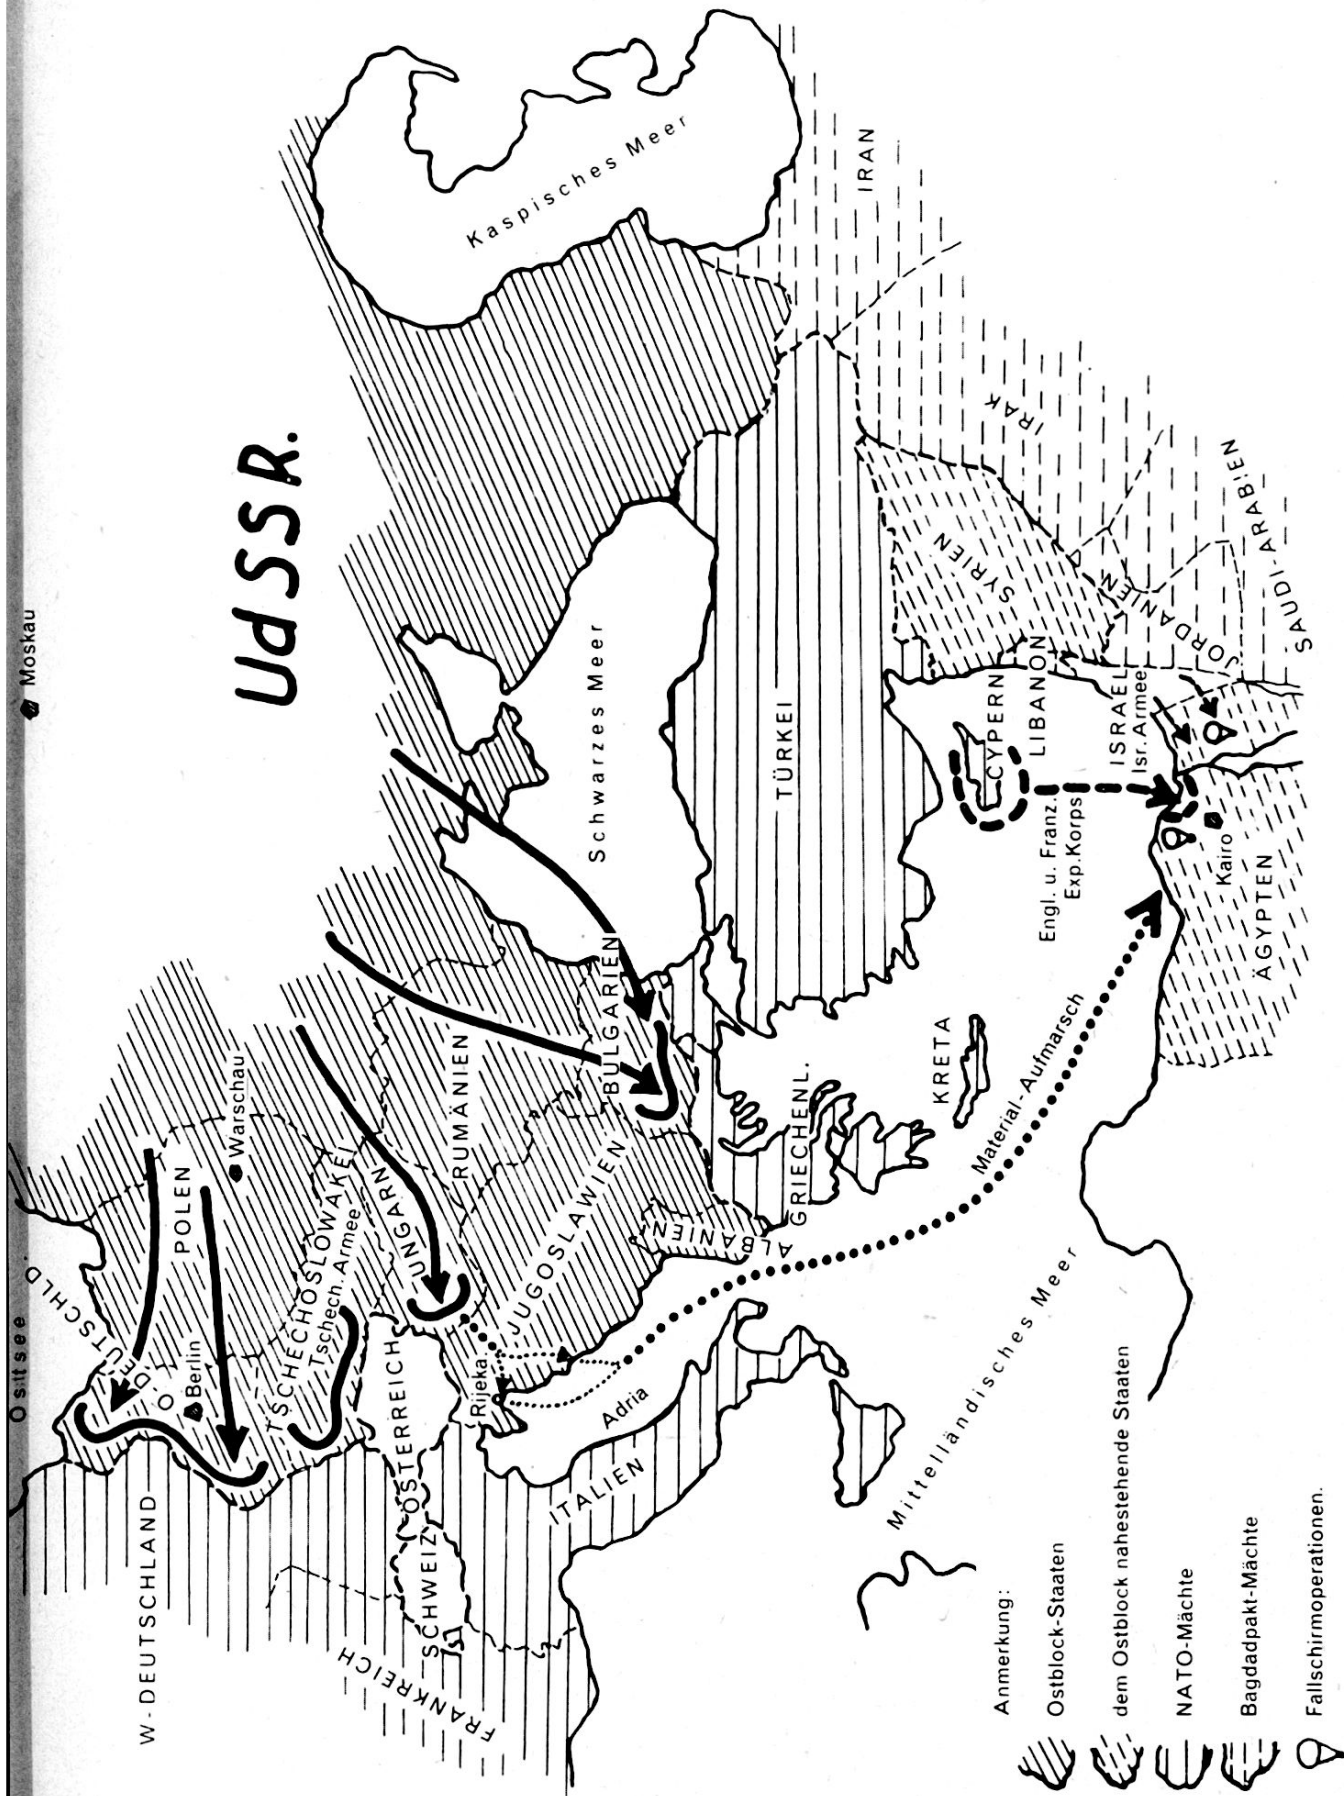 Ostsee
Moskau
UdSSR.
Kaspisches Meer
W-DEUTSCHLAND
O.DEUTSCHLD.
Berlin
POLEN
Warschau
TSCHECHOSLOWAKEI
Tschech. Armee
FRANKREICH
SCHWEIZ
ÖSTERREICH
UNGARN
RUMÄNIEN
Rijeka
JUGOSLAWIEN
BULGARIEN
Schwarzes Meer
ITALIEN
Adria
ALBANIEN
GRIECHENL.
TÜRKEI
IRAN
KRETA
CYPERN
SYRIEN
IRAK
LIBANON
Engl. u. Franz.
Exp. Korps
ISRAEL
Isr. Armee
JORDANIEN
SAUDI-ARABIEN
Material-Aufmarsch
Mittelländisches Meer
Kairo
ÄGYPTEN
Anmerkung:
Ostblock-Staaten
dem Ostblock nahestehende Staaten
NATO-Mächte
Bagdadpakt-Mächte
Fallschirmoperationen.